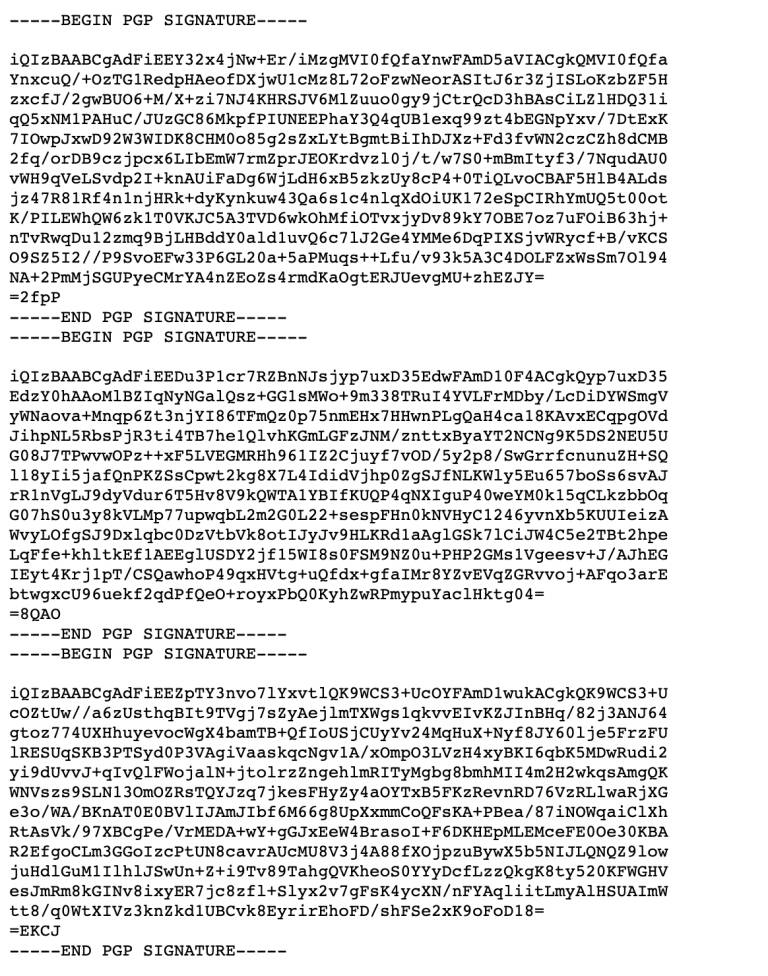 -----BEGIN PGP SIGNATURE-----

iQIzBAABCgAdFiEEY32x4jNw+Er/iMzgMVI0fQfaYnwFAmD5aVIACgkQMVI0fQfa
YnxcuQ/+OzTG1RedpHAeofDXjwU1cMz8L72oFzwNeorASItJ6r3ZjISLoKzbZF5H
zxcfJ/2gwBUO6+M/X+zi7NJ4KHRSJV6MlZuuo0gy9jCtrQcD3hBAsCiLZlHDQ31i
qQ5xNM1PAHuC/JUzGC86MkpfPIUNEEPhaY3Q4qUB1exq99zt4bEGNpYxv/7DtExK
7IOwpJxwD92W3WIDK8CHM0o85g2sZxLYtBgmtBiIhDJXz+Fd3fvWN2czCZh8dCMB
2fq/orDB9czjpcx6LIbEmW7rmZprJEOKrdvzl0j/t/w7S0+mBmItyf3/7NqudAU0
vWH9qVeLSvdp2I+knAUiFaDg6WjLdH6xB5zkzUy8cP4+0TiQLvoCBAF5HlB4ALds
jz47R81Rf4n1njHRk+dyKynkuw43Qa6s1c4nlqXdOiUK172eSpCIRhYmUQ5t00ot
K/PILEWhQW6zk1T0VKJC5A3TVD6wkOhMfiOTvxjyDv89kY7OBE7oz7uFOiB63hj+
nTvRwqDu12zmq9BjLHBddY0ald1uvQ6c7lJ2Ge4YMMe6DqPIXSjvWRycf+B/vKCS
O9SZ5I2//P9SvoEFw33P6GL20a+5aPMuqs++Lfu/v93k5A3C4DOLFZxWsSm7Ol94
NA+2PmMjSGUPyeCMrYA4nZEoZs4rmdKaOgtERJUevgMU+zhEZJY=
=2fpP
-----END PGP SIGNATURE-----
-----BEGIN PGP SIGNATURE-----

iQIzBAABCgAdFiEEDu3P1cr7RZBnNJsjyp7uxD35EdwFAmD10F4ACgkQyp7uxD35
EdzY0hAAoMlBZIqNyNGalQsz+GG1sMWo+9m338TRuI4YVLFrMDby/LcDiDYWSmgV
yWNaova+Mnqp6Zt3njYI86TFmQz0p75nmEHx7HHwnPLgQaH4ca18KAvxECqpgOVd
JihpNL5RbsPjR3ti4TB7he1QlvhKGmLGFzJNM/znttxByaYT2NCNg9K5DS2NEU5U
G08J7TPwvwOPz++xF5LVEGMRHh961IZ2Cjuyf7vOD/5y2p8/SwGrrfcnunuZH+SQ
l18yIi5jafQnPKZSsCpwt2kg8X7L4IdidVjhp0ZgSJfNLKWly5Eu657boSs6svAJ
rR1nVgLJ9dyVdur6T5Hv8V9kQWTA1YBIfKUQP4qNXIguP40weYM0k15qCLkzbbOq
G07hS0u3y8kVLMp77upwqbL2m2G0L22+sespFHn0kNVHyC1246yvnXb5KUUIeizA
WvyLOfgSJ9Dxlqbc0DzVtbVk8otIJyJv9HLKRd1aAglGSk7lCiJW4C5e2TBt2hpe
LqFfe+khltkEf1AEEglUSDY2jf15WI8s0FSM9NZ0u+PHP2GMs1Vgeesv+J/AJhEG
IEyt4Krj1pT/CSQawhoP49qxHVtg+uQfdx+gfaIMr8YZvEVqZGRvvoj+AFqo3arE
btwgxcU96uekf2qdPfQeO+royxPbQ0KyhZwRPmypuYaclHktg04=
=8QAO
-----END PGP SIGNATURE-----
-----BEGIN PGP SIGNATURE-----

iQIzBAABCgAdFiEEZpTY3nvo7lYxvtlQK9WCS3+UcOYFAmD1wukACgkQK9WCS3+U
cOZtUw//a6zUsthqBIt9TVgj7sZyAejlmTXWgs1qkvvEIvKZJInBHq/82j3ANJ64
gtoz774UXHhuyevocWgX4bamTB+QfIoUSjCUyYv24MqHuX+Nyf8JY60lje5FrzFU
lRESUqSKB3PTSyd0P3VAgiVaaskqcNgv1A/xOmpO3LVzH4xyBKI6qbK5MDwRudi2
yi9dUvvJ+qIvQlFWojalN+jtolrzZngehlmRITyMgbg8bmhMII4m2H2wkqsAmgQK
WNVszs9SLN13OmOZRsTQYJzq7jkesFHyZy4aOYTxB5FKzRevnRD76VzRLlwaRjXG
e3o/WA/BKnAT0E0BVlIJAmJIbf6M66g8UpXxmmCoQFsKA+PBea/87iNOWqaiClXh
RtAsVk/97XBCgPe/VrMEDA+wY+gGJxEeW4BrasoI+F6DKHEpMLEMceFE0Oe30KBA
R2EfgoCLm3GGoIzcPtUN8cavrAUcMU8V3j4A88fXOjpzuBywX5b5NIJLQNQZ9low
juHdlGuM1IlhlJSwUn+Z+i9Tv89TahgQVKheoS0YYyDcfLzzQkgK8ty520KFWGHV
esJmRm8kGINv8ixyER7jc8zfl+Slyx2v7gFsK4ycXN/nFYAqliitLmyAlHSUAImW
tt8/q0WtXIVz3knZkdlUBCvk8EyrirEhoFD/shFSe2xK9oFoD18=
=EKCJ
-----END PGP SIGNATURE-----